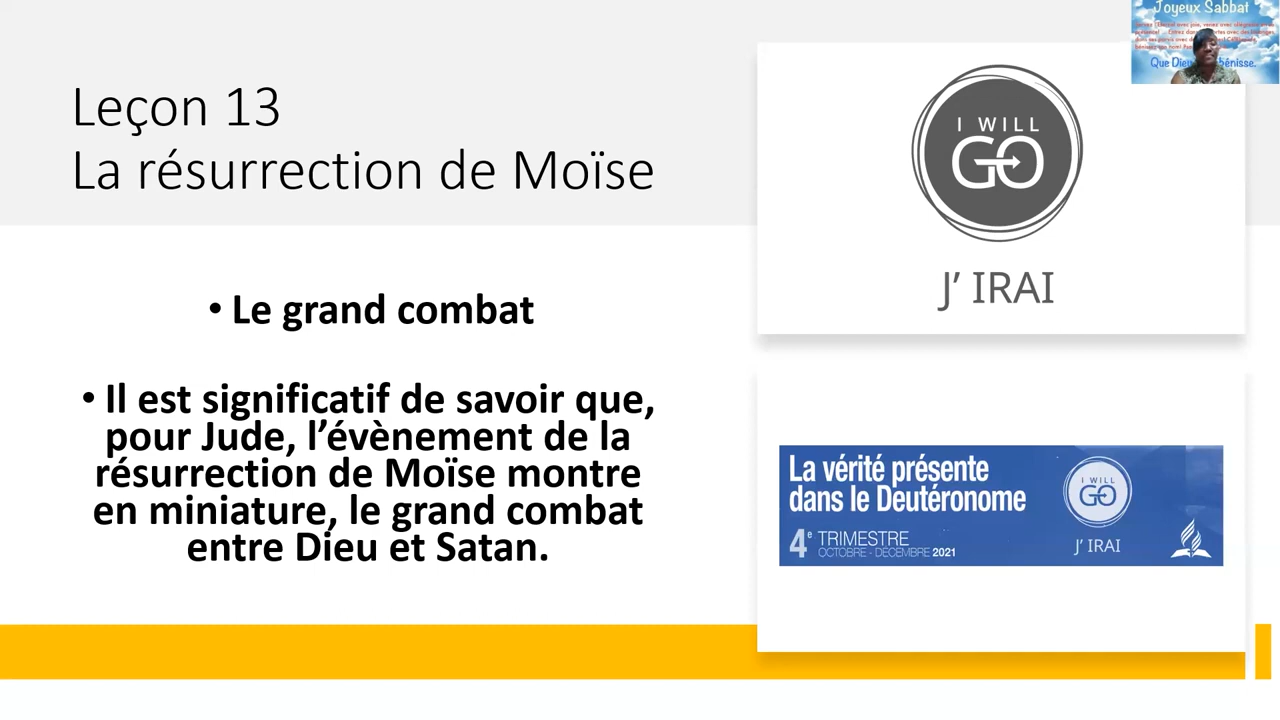 Leçon 13
La résurrection de Moïse
• Le grand combat
• Il est significatif de savoir que,
pour Jude, l’évènement de la
résurrection de Moïse montre
en miniature, le grand combat
entre Dieu et Satan.
Joyeux Sabbat
Que Dieu
bénisse.
I WILL
GO
J’ IRAI
La vérité présente
dans le Deutéronome
4e TRIMESTRE
OCTOBRE - DÉCEMBRE 2021
I WILL
GO
J’ IRAI